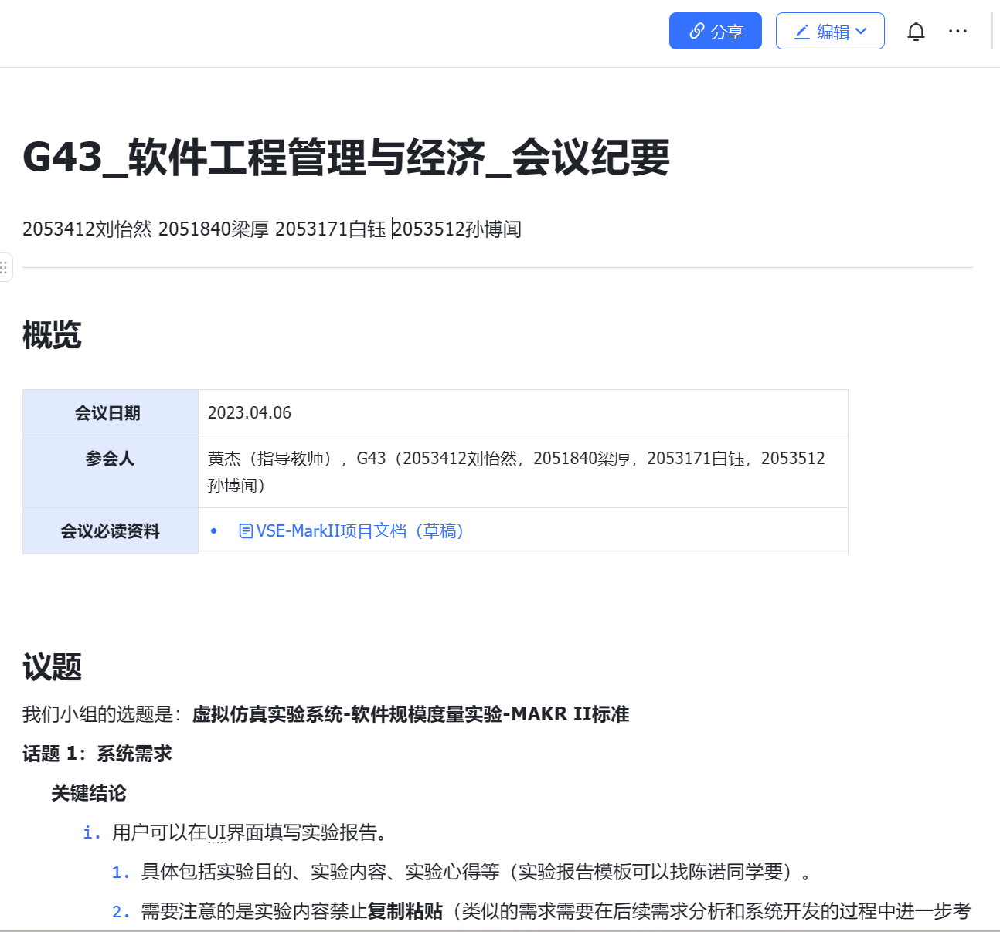 分享 编辑
G43_软件工程管理与经济_会议纪要
2053412刘怡然 2051840梁厚 2053171白钰 2053512孙博闻
概览
会议日期 2023.04.06
参会人 黄杰（指导教师），G43（2053412刘怡然，2051840梁厚，2053171白钰，2053512
孙博闻）
会议必读资料 • VSE-MarkII项目文档（草稿）
议题
我们小组的选题是：虚拟仿真实验系统-软件规模度量实验-MAKR II标准
话题 1：系统需求
关键结论
i. 用户可以在UI界面填写实验报告。
1. 具体包括实验目的、实验内容、实验心得等（实验报告模板可以找陈诺同学要）。
2. 需要注意的是实验内容禁止复制粘贴（类似的需求需要在后续需求分析和系统开发的过程中进一步考